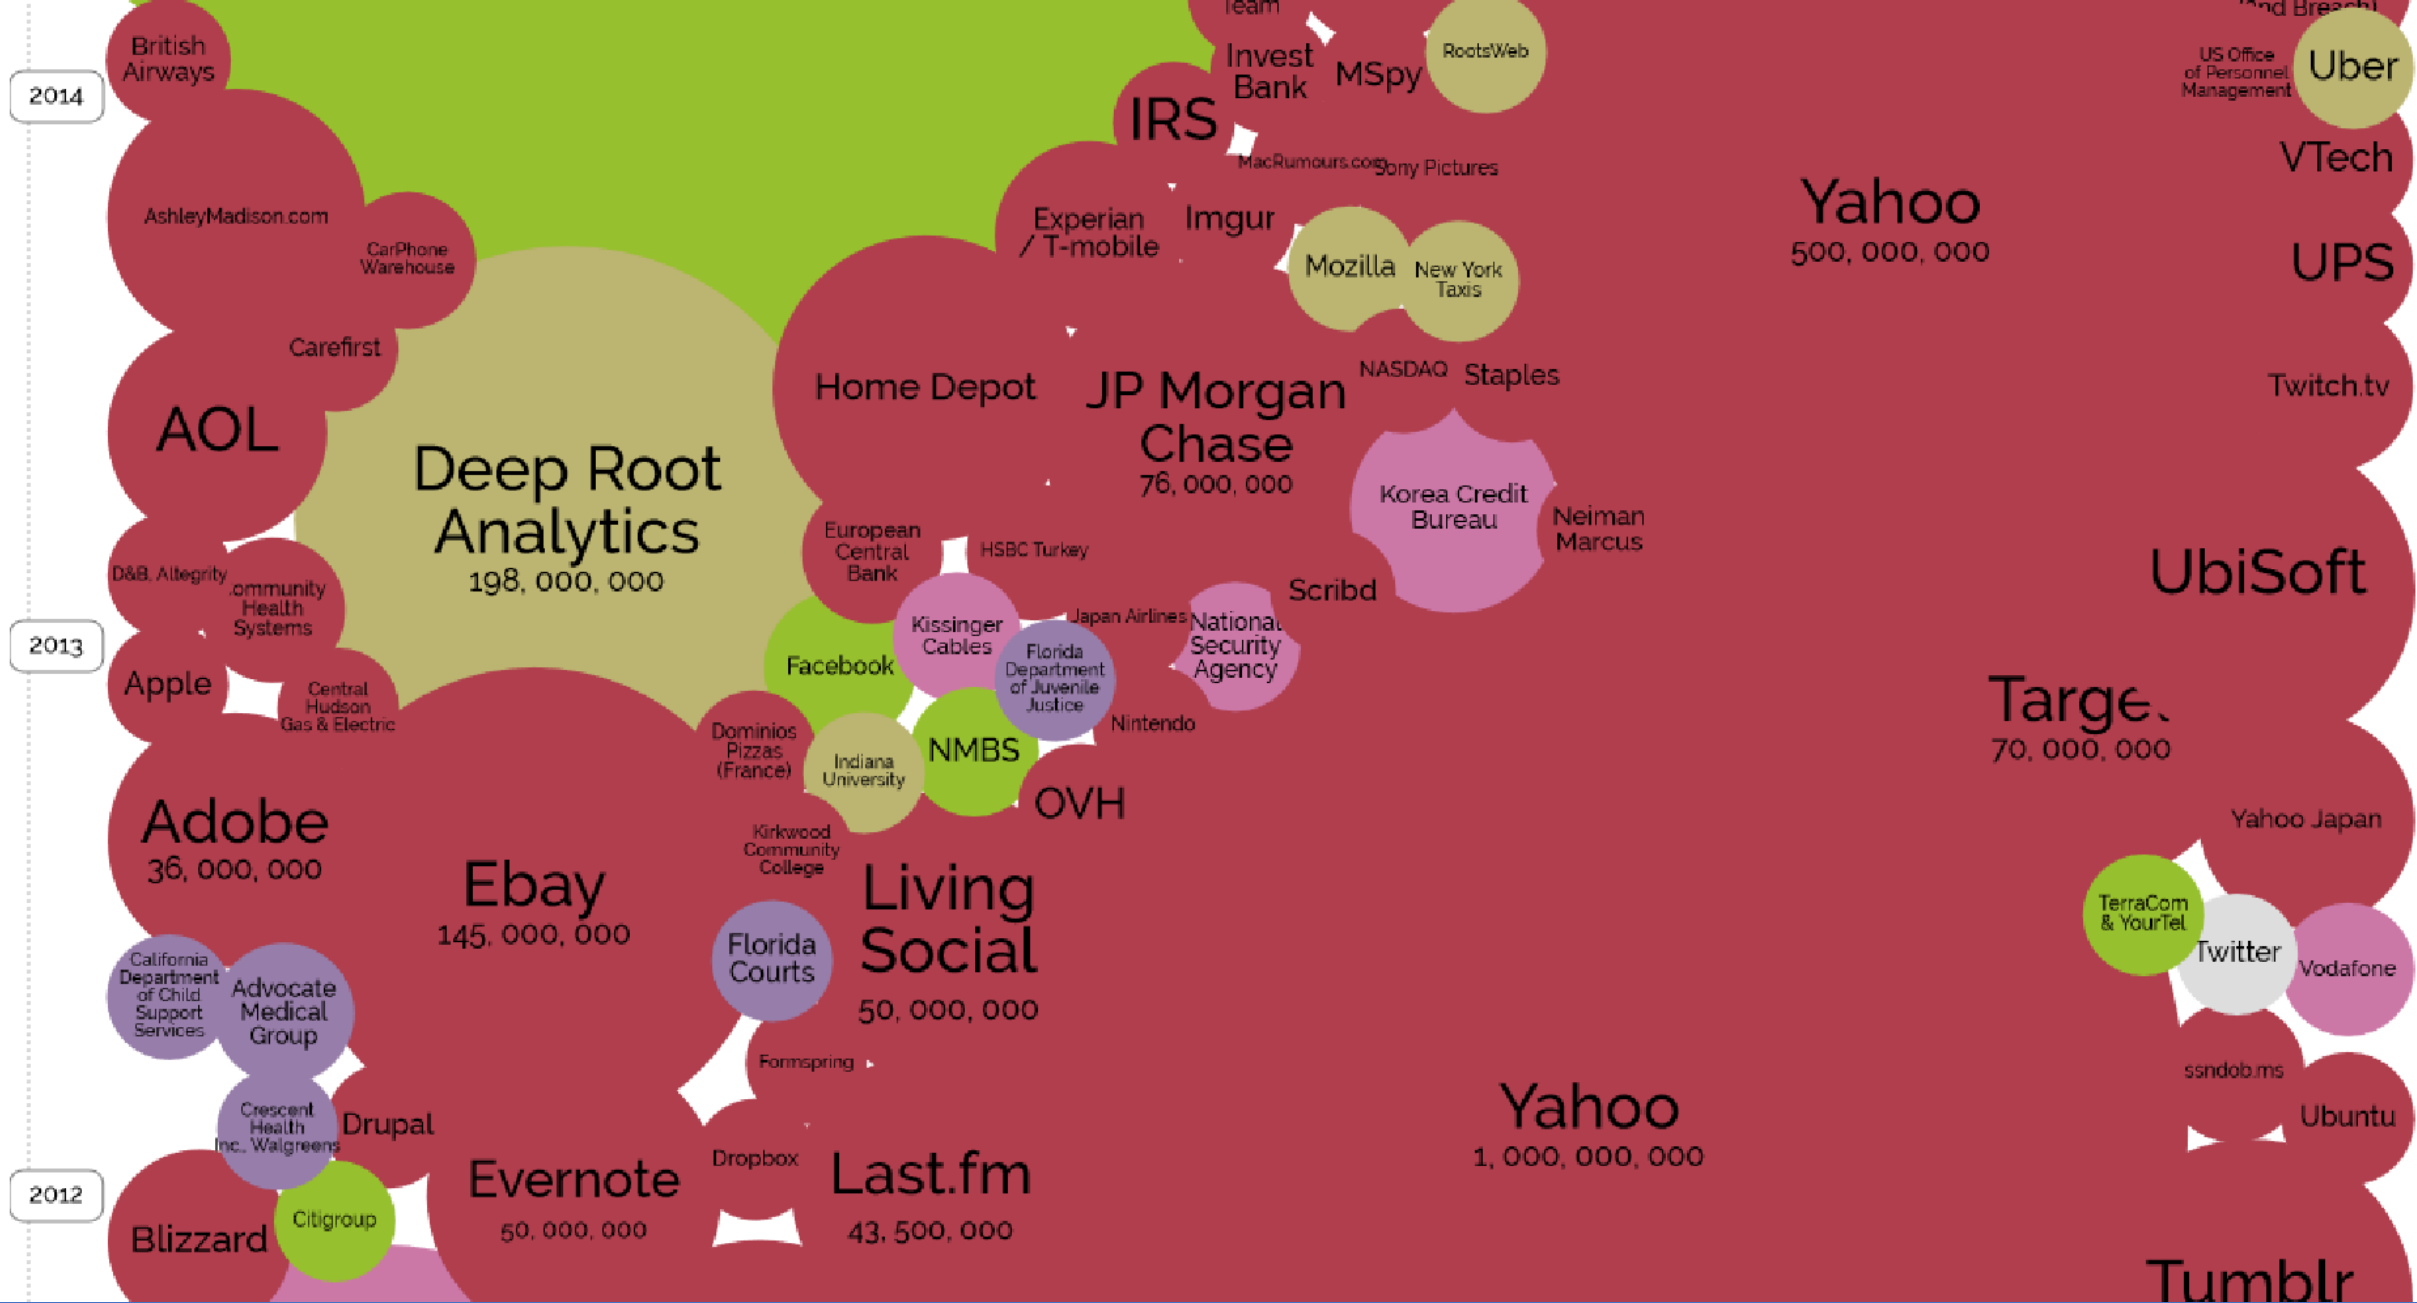 Team
(2nd Breach)
British
Airways
2014
Invest
Bank
MSpy
RootsWeb
US Office
of Personnel
Management
Uber
IRS
MacRumours.com
Sony Pictures
VTech
AshleyMadison.com
CarPhone
Warehouse
Experian
/ T-mobile
Imgur
Mozilla
New York
Taxis
Yahoo
500, 000, 000
UPS
Carefirst
Home Depot
JP Morgan
Chase
76, 000, 000
NASDAQ
Staples
Twitch.tv
AOL
Deep Root
Analytics
198, 000, 000
Korea Credit
Bureau
Neiman
Marcus
European
Central
Bank
HSBC Turkey
UbiSoft
D&B, Altegrity
ommunity
Health
Systems
Scribd
2013
Kissinger
Cables
Japan Airlines
National
Security
Agency
Facebook
Florida
Department
of Juvenile
Justice
Apple
Central
Hudson
Gas & Electric
Target
70, 000, 000
Dominios
Pizzas
(France)
Indiana
University
NMBS
Nintendo
OVH
Yahoo Japan
Adobe
36, 000, 000
Kirkwood
Community
College
Ebay
145, 000, 000
Living
Social
50, 000, 000
Florida
Courts
TerraCom
& YourTel
Twitter
Vodafone
California
Department
of Child
Support
Services
Advocate
Medical
Group
Formspring
ssndob.ms
Crescent
Health
Inc., Walgreens
Drupal
Yahoo
1, 000, 000, 000
Ubuntu
2012
Evernote
50, 000, 000
Dropbox
Last.fm
43, 500, 000
Citigroup
Blizzard
Tumblr